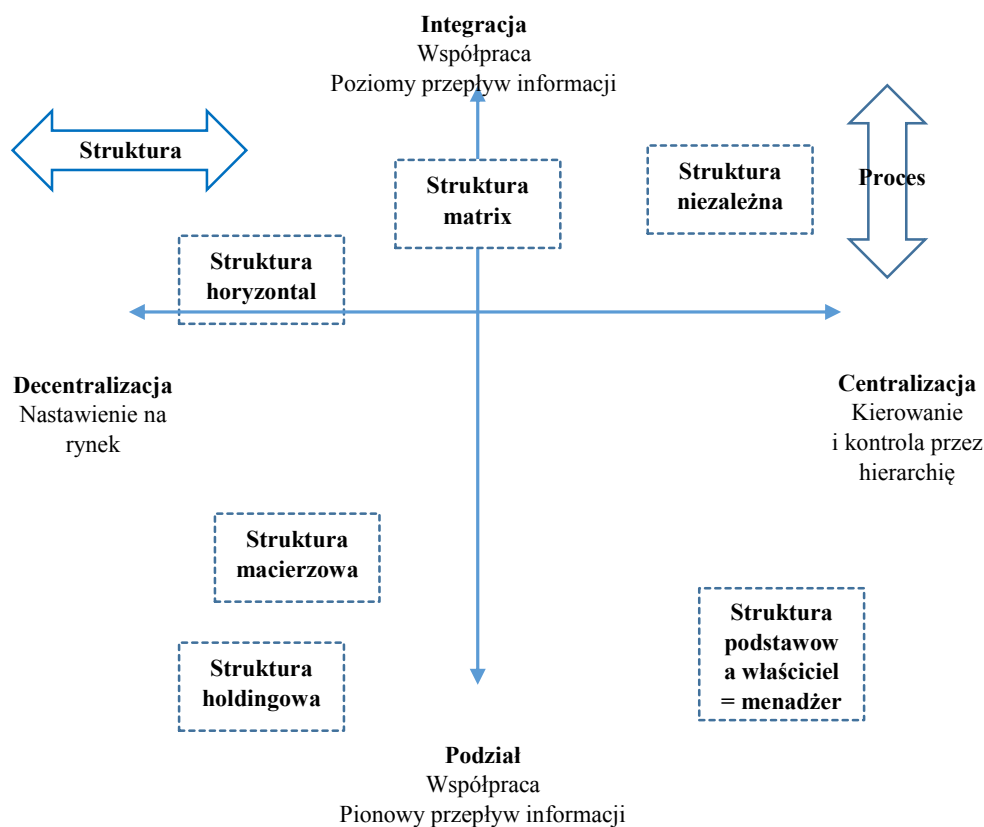 Integracja
Współpraca
Poziomy przepływ informacji
Struktura
Struktura
matrix
Struktura
niezależna
Proces
Struktura
horyzontal
Decentralizacja
Nastawienie na
rynek
Centralizacja
Kierowanie
i kontrola przez
hierarchię
Struktura
macierzowa
Struktura
holdingowa
Struktura
podstawow
a właściciel
= menadżer
Podział
Współpraca
Pionowy przepływ informacji